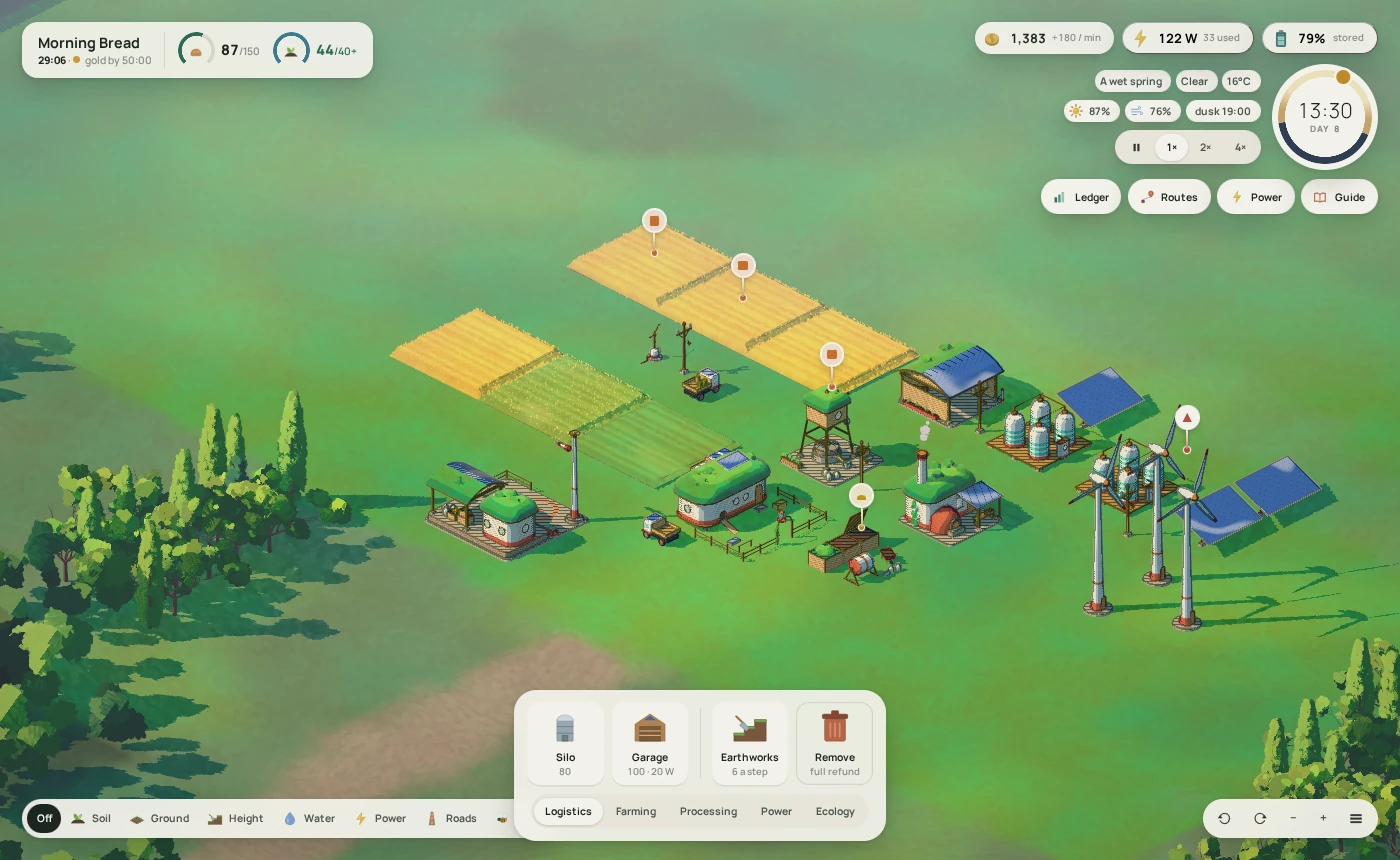 Morning Bread
29:06 · gold by 50:00
87/150
44/40+
1,383 +180 / min
122 W 33 used
79% stored
A wet spring
Clear
16°C
87%
76%
dusk 19:00
13:30
DAY 8
1×
2×
4×
Ledger
Routes
Power
Guide
Silo
80
Garage
100 · 20 W
Earthworks
6 a step
Remove
full refund
Logistics
Farming
Processing
Power
Ecology
Off
Soil
Ground
Height
Water
Power
Roads